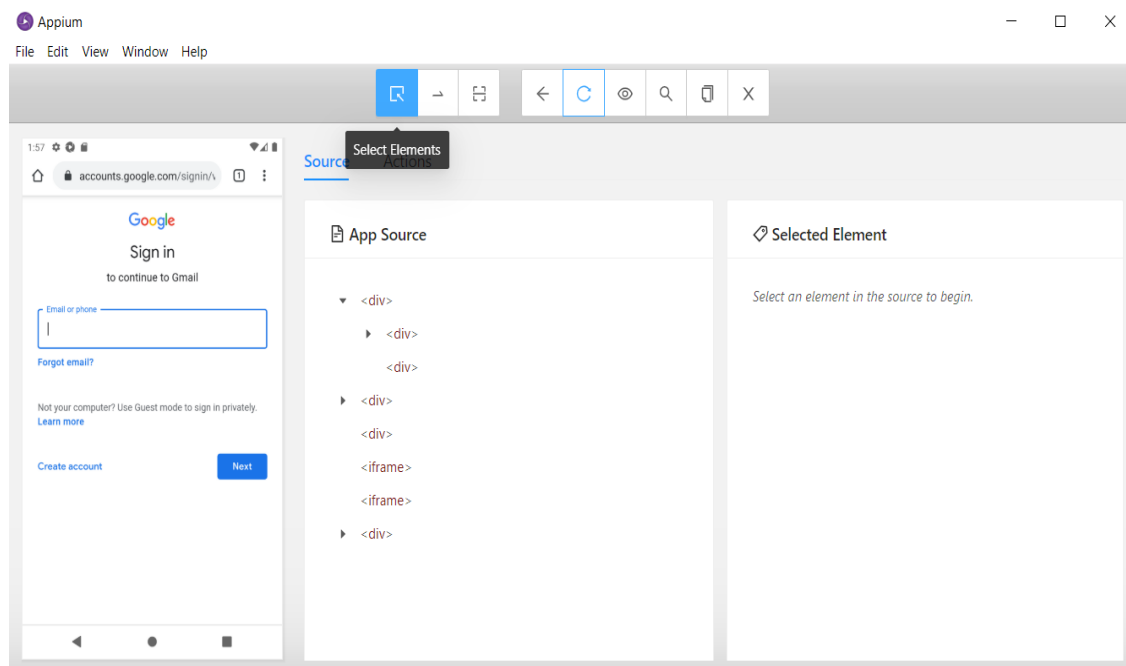 Appium
File Edit View Window Help
Select Elements
1:57
accounts.google.com/signin/v
1
Google
Sign in
to continue to Gmail
Email or phone
Forgot email?
Not your computer? Use Guest mode to sign in privately.
Learn more
Create account
Next
Source
Actions
App Source
<div>
<div>
<div>
<div>
<div>
<iframe>
<iframe>
<div>
Selected Element
Select an element in the source to begin.